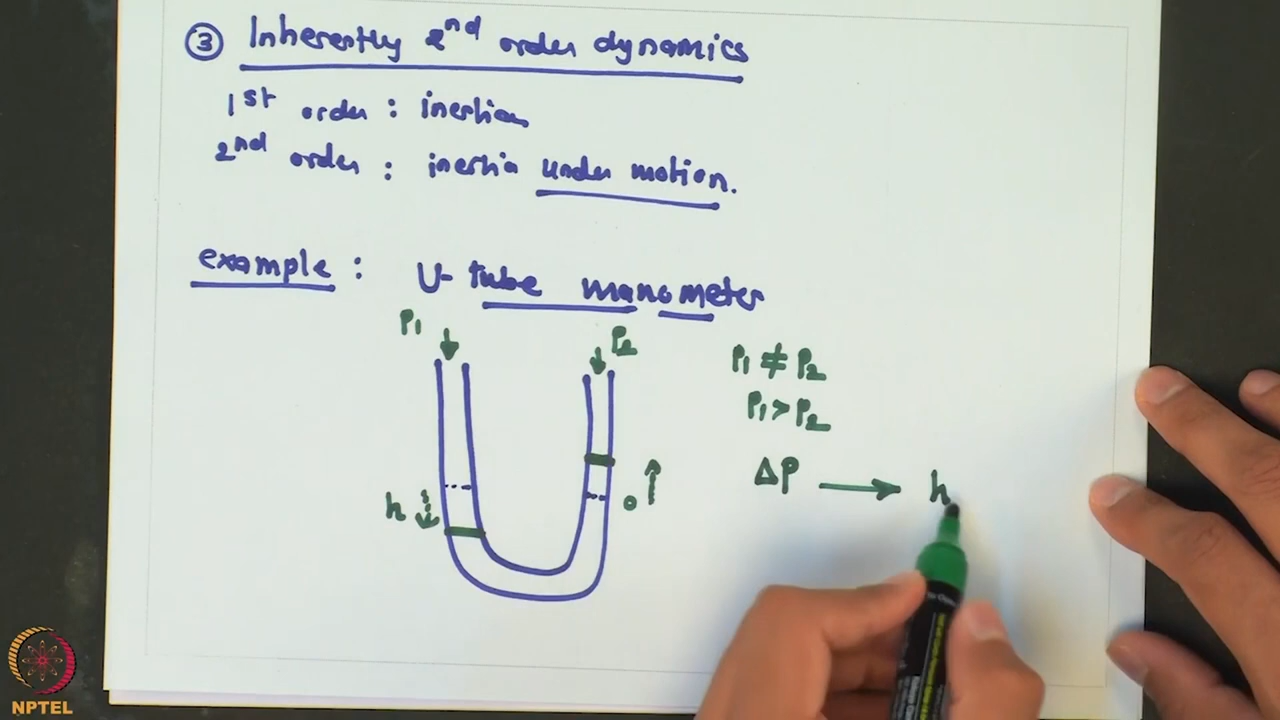 ③ Inherently 2nd order dynamics
1st order : inertia
2nd order : inertia under motion.
example : U-tube manometer
P1 P2
P1 ≠ P2
P1 > P2
ΔP → h
h 0
NPTEL